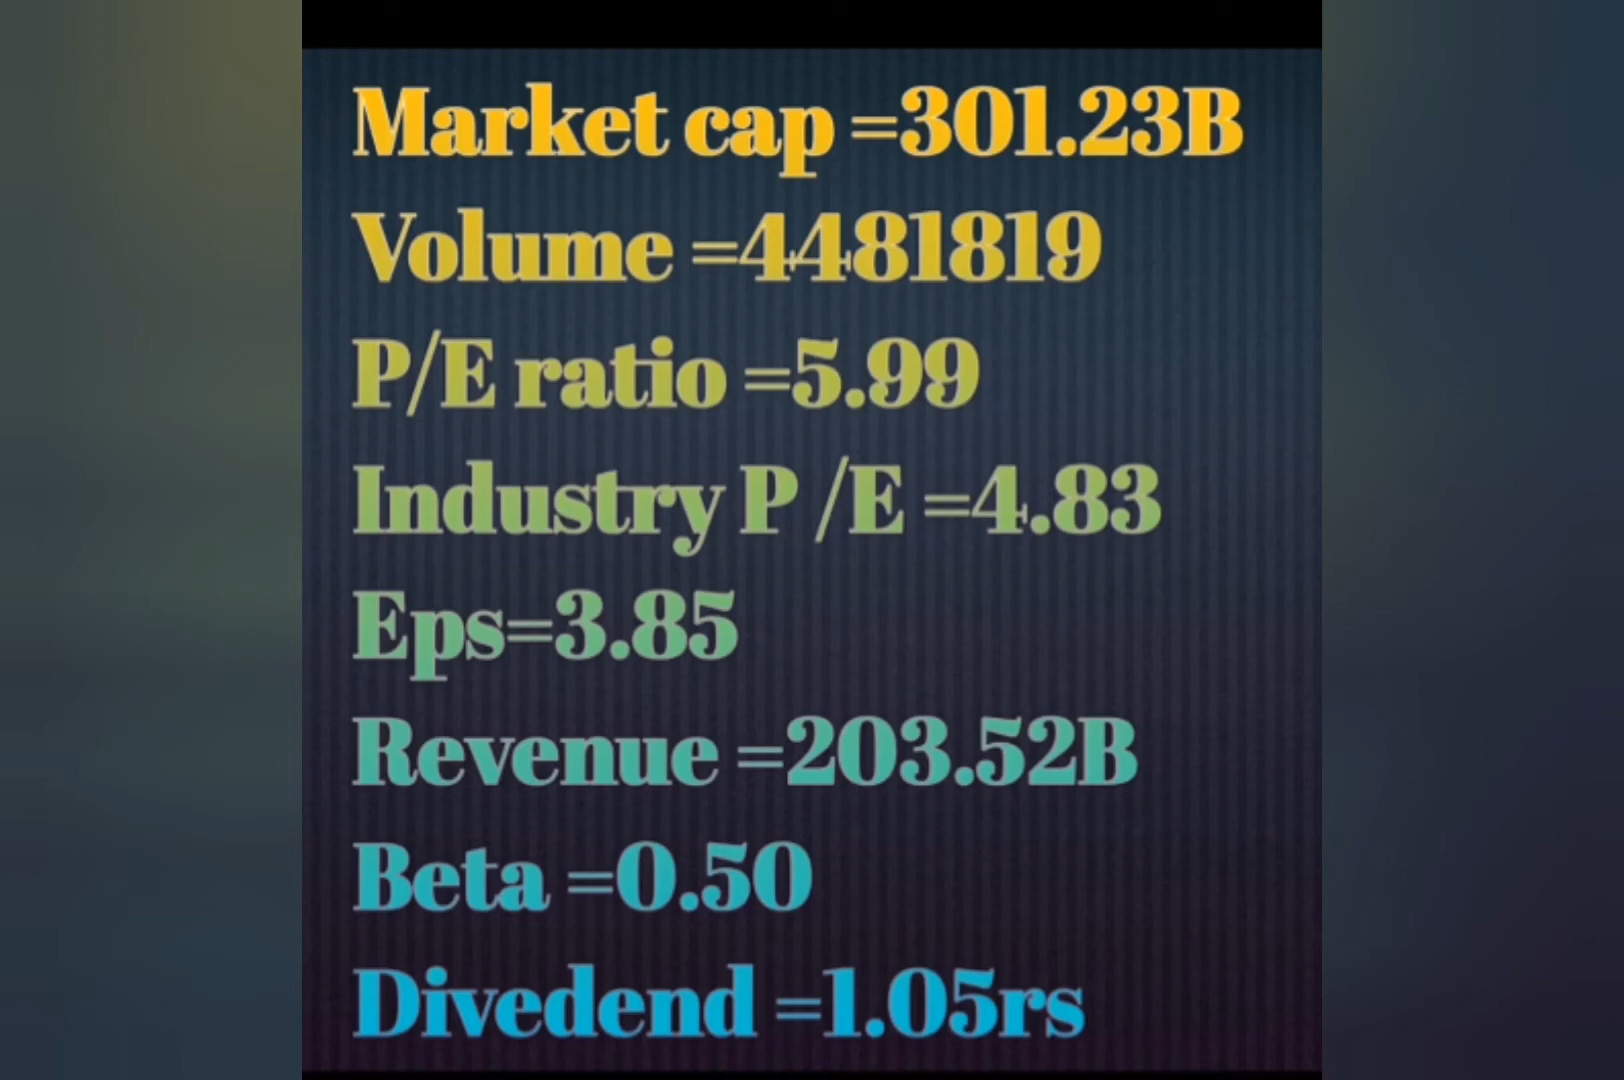 Market cap =301.23B
Volume =4481819
P/E ratio =5.99
Industry P /E =4.83
Eps=3.85
Revenue =203.52B
Beta =0.50
Divedend =1.05rs